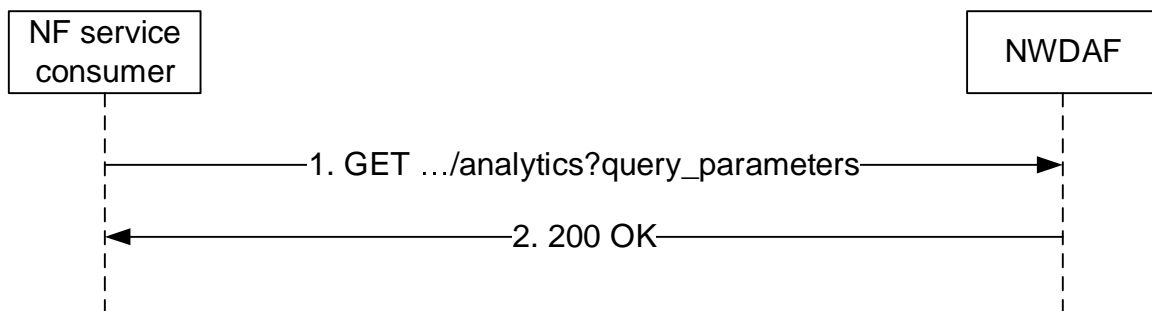 NF service
consumer
NWDAF
1. GET …/analytics?query_parameters
2. 200 OK